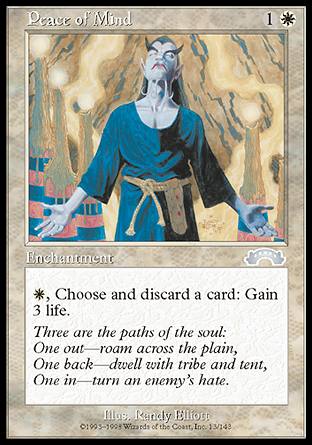 Peace of Mind 1
Enchantment
, Choose and discard a card: Gain
3 life.
Three are the paths of the soul:
One out—roam across the plain,
One back—dwell with tribe and tent,
One in—turn an enemy's hate.
Illus. Randy Elliott
©1993-1998 Wizards of the Coast, Inc. 13/143